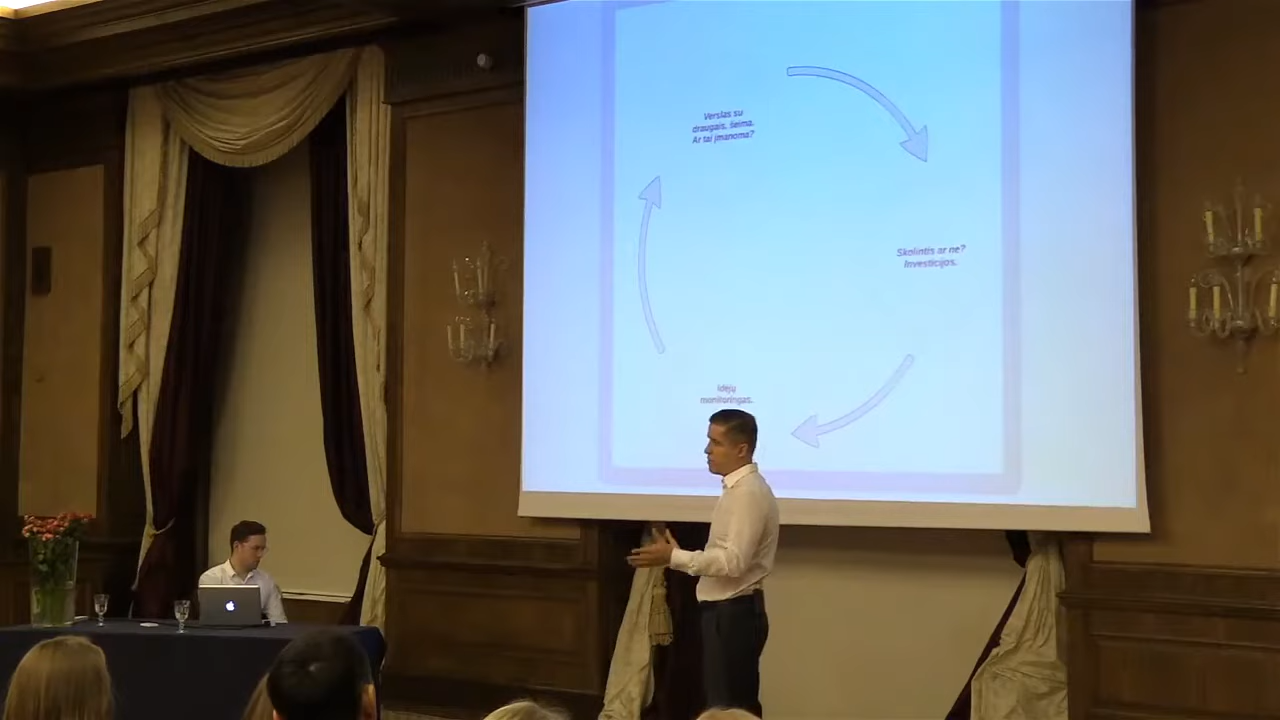 Verslas su
draugais, šeima.
Ar tai įmanoma?
Skolintis ar ne?
Investicijos.
Idėjų
monitoringas.